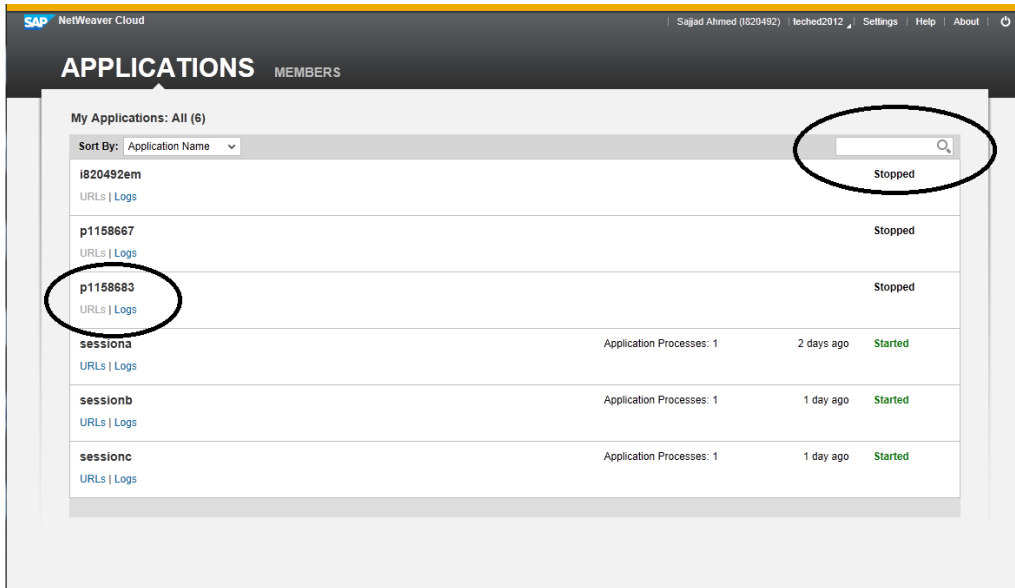 SAP NetWeaver Cloud | Sajjad Ahmed (I820492) | teched2012 | Settings | Help | About |
APPLICATIONS MEMBERS
My Applications: All (6)
Sort By: Application Name
i820492em Stopped
URLs | Logs
p1158667 Stopped
URLs | Logs
p1158683 Stopped
URLs | Logs
sessiona Application Processes: 1 2 days ago Started
URLs | Logs
sessionb Application Processes: 1 1 day ago Started
URLs | Logs
sessionc Application Processes: 1 1 day ago Started
URLs | Logs